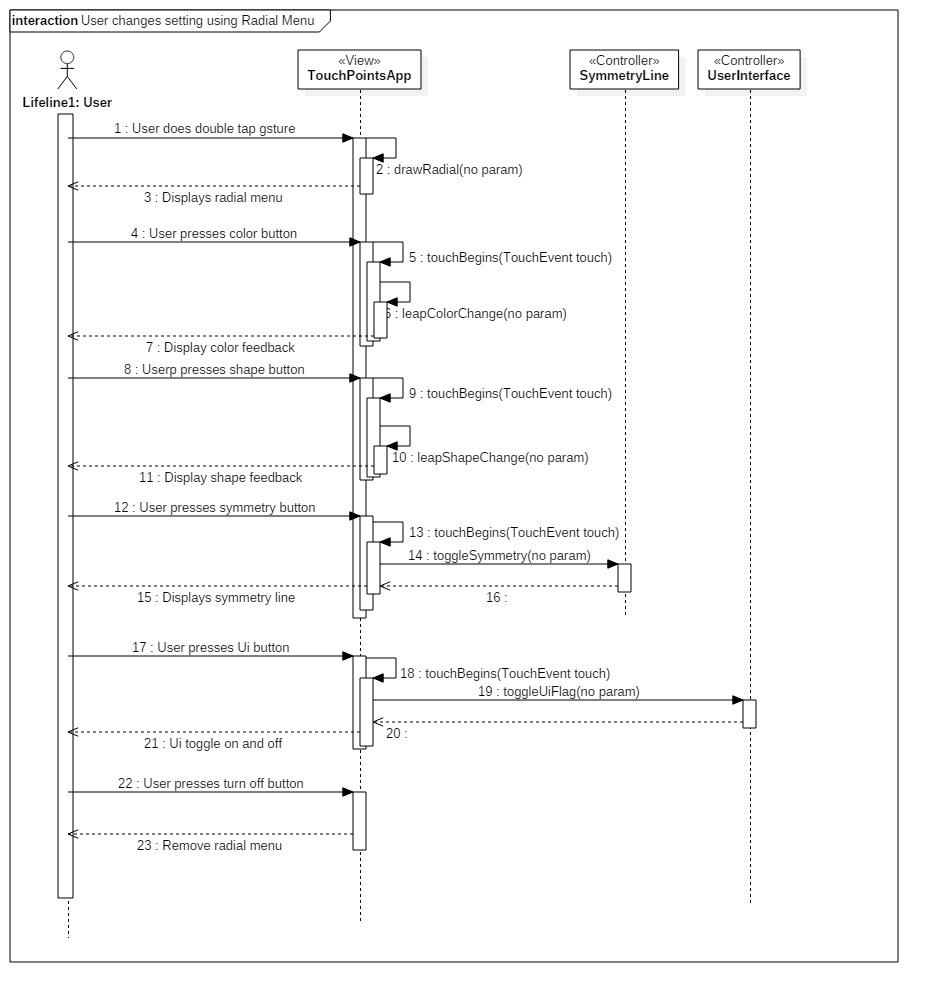 interaction User changes setting using Radial Menu
«View»
TouchPointsApp
«Controller»
SymmetryLine
«Controller»
UserInterface
Lifeline1: User
1 : User does double tap gsture
2 : drawRadial(no param)
3 : Displays radial menu
4 : User presses color button
5 : touchBegins(TouchEvent touch)
6 : leapColorChange(no param)
7 : Display color feedback
8 : Userp presses shape button
9 : touchBegins(TouchEvent touch)
10 : leapShapeChange(no param)
11 : Display shape feedback
12 : User presses symmetry button
13 : touchBegins(TouchEvent touch)
14 : toggleSymmetry(no param)
15 : Displays symmetry line
16 :
17 : User presses Ui button
18 : touchBegins(TouchEvent touch)
19 : toggleUiFlag(no param)
20 :
21 : Ui toggle on and off
22 : User presses turn off button
23 : Remove radial menu